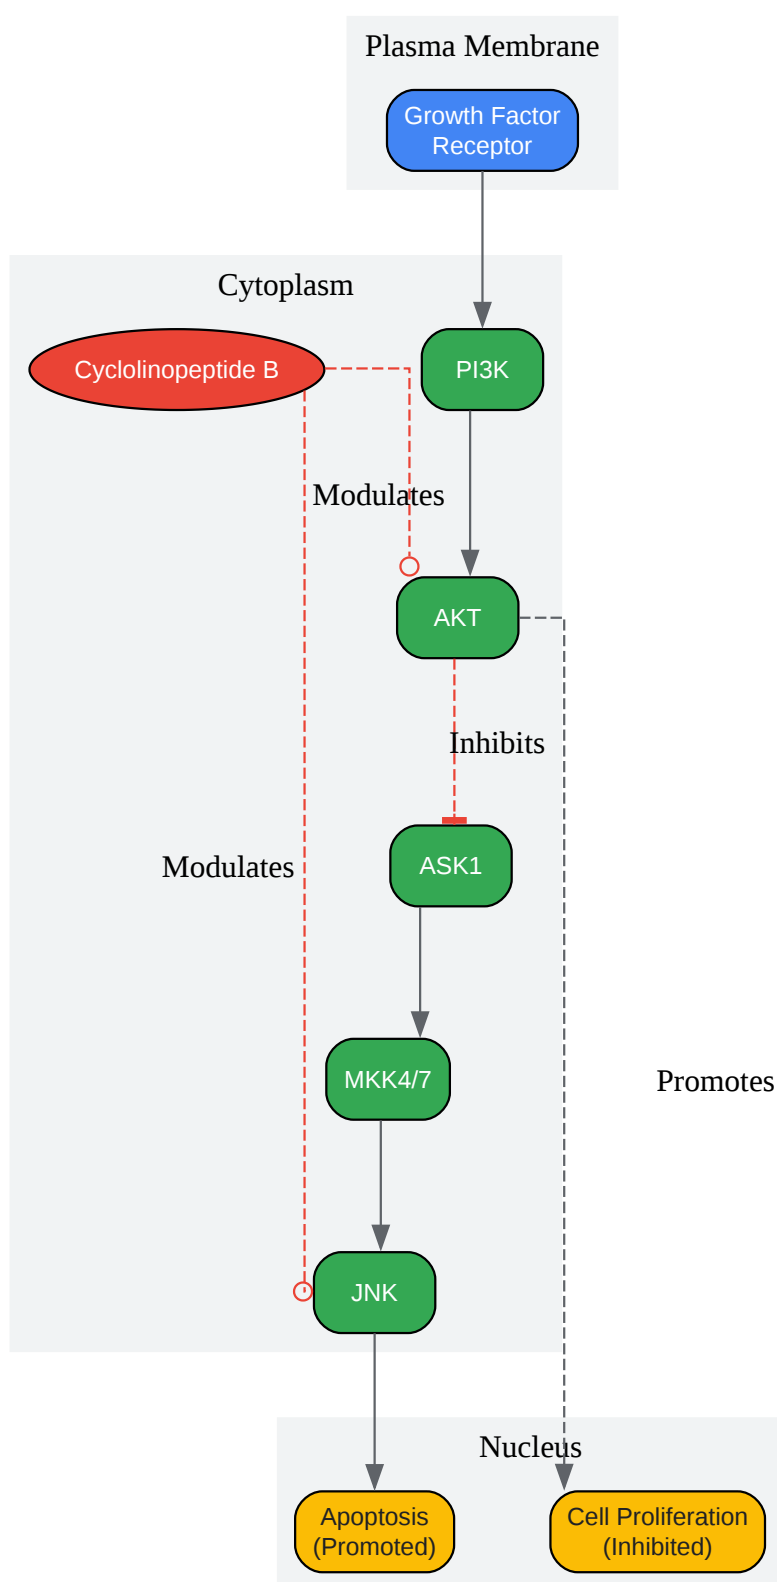 Plasma Membrane
Growth Factor
Receptor
Cytoplasm
Cyclolinopeptide B
PI3K
Modulates
AKT
Inhibits
Modulates
ASK1
MKK4/7
Promotes
JNK
Nucleus
Apoptosis
(Promoted)
Cell Proliferation
(Inhibited)